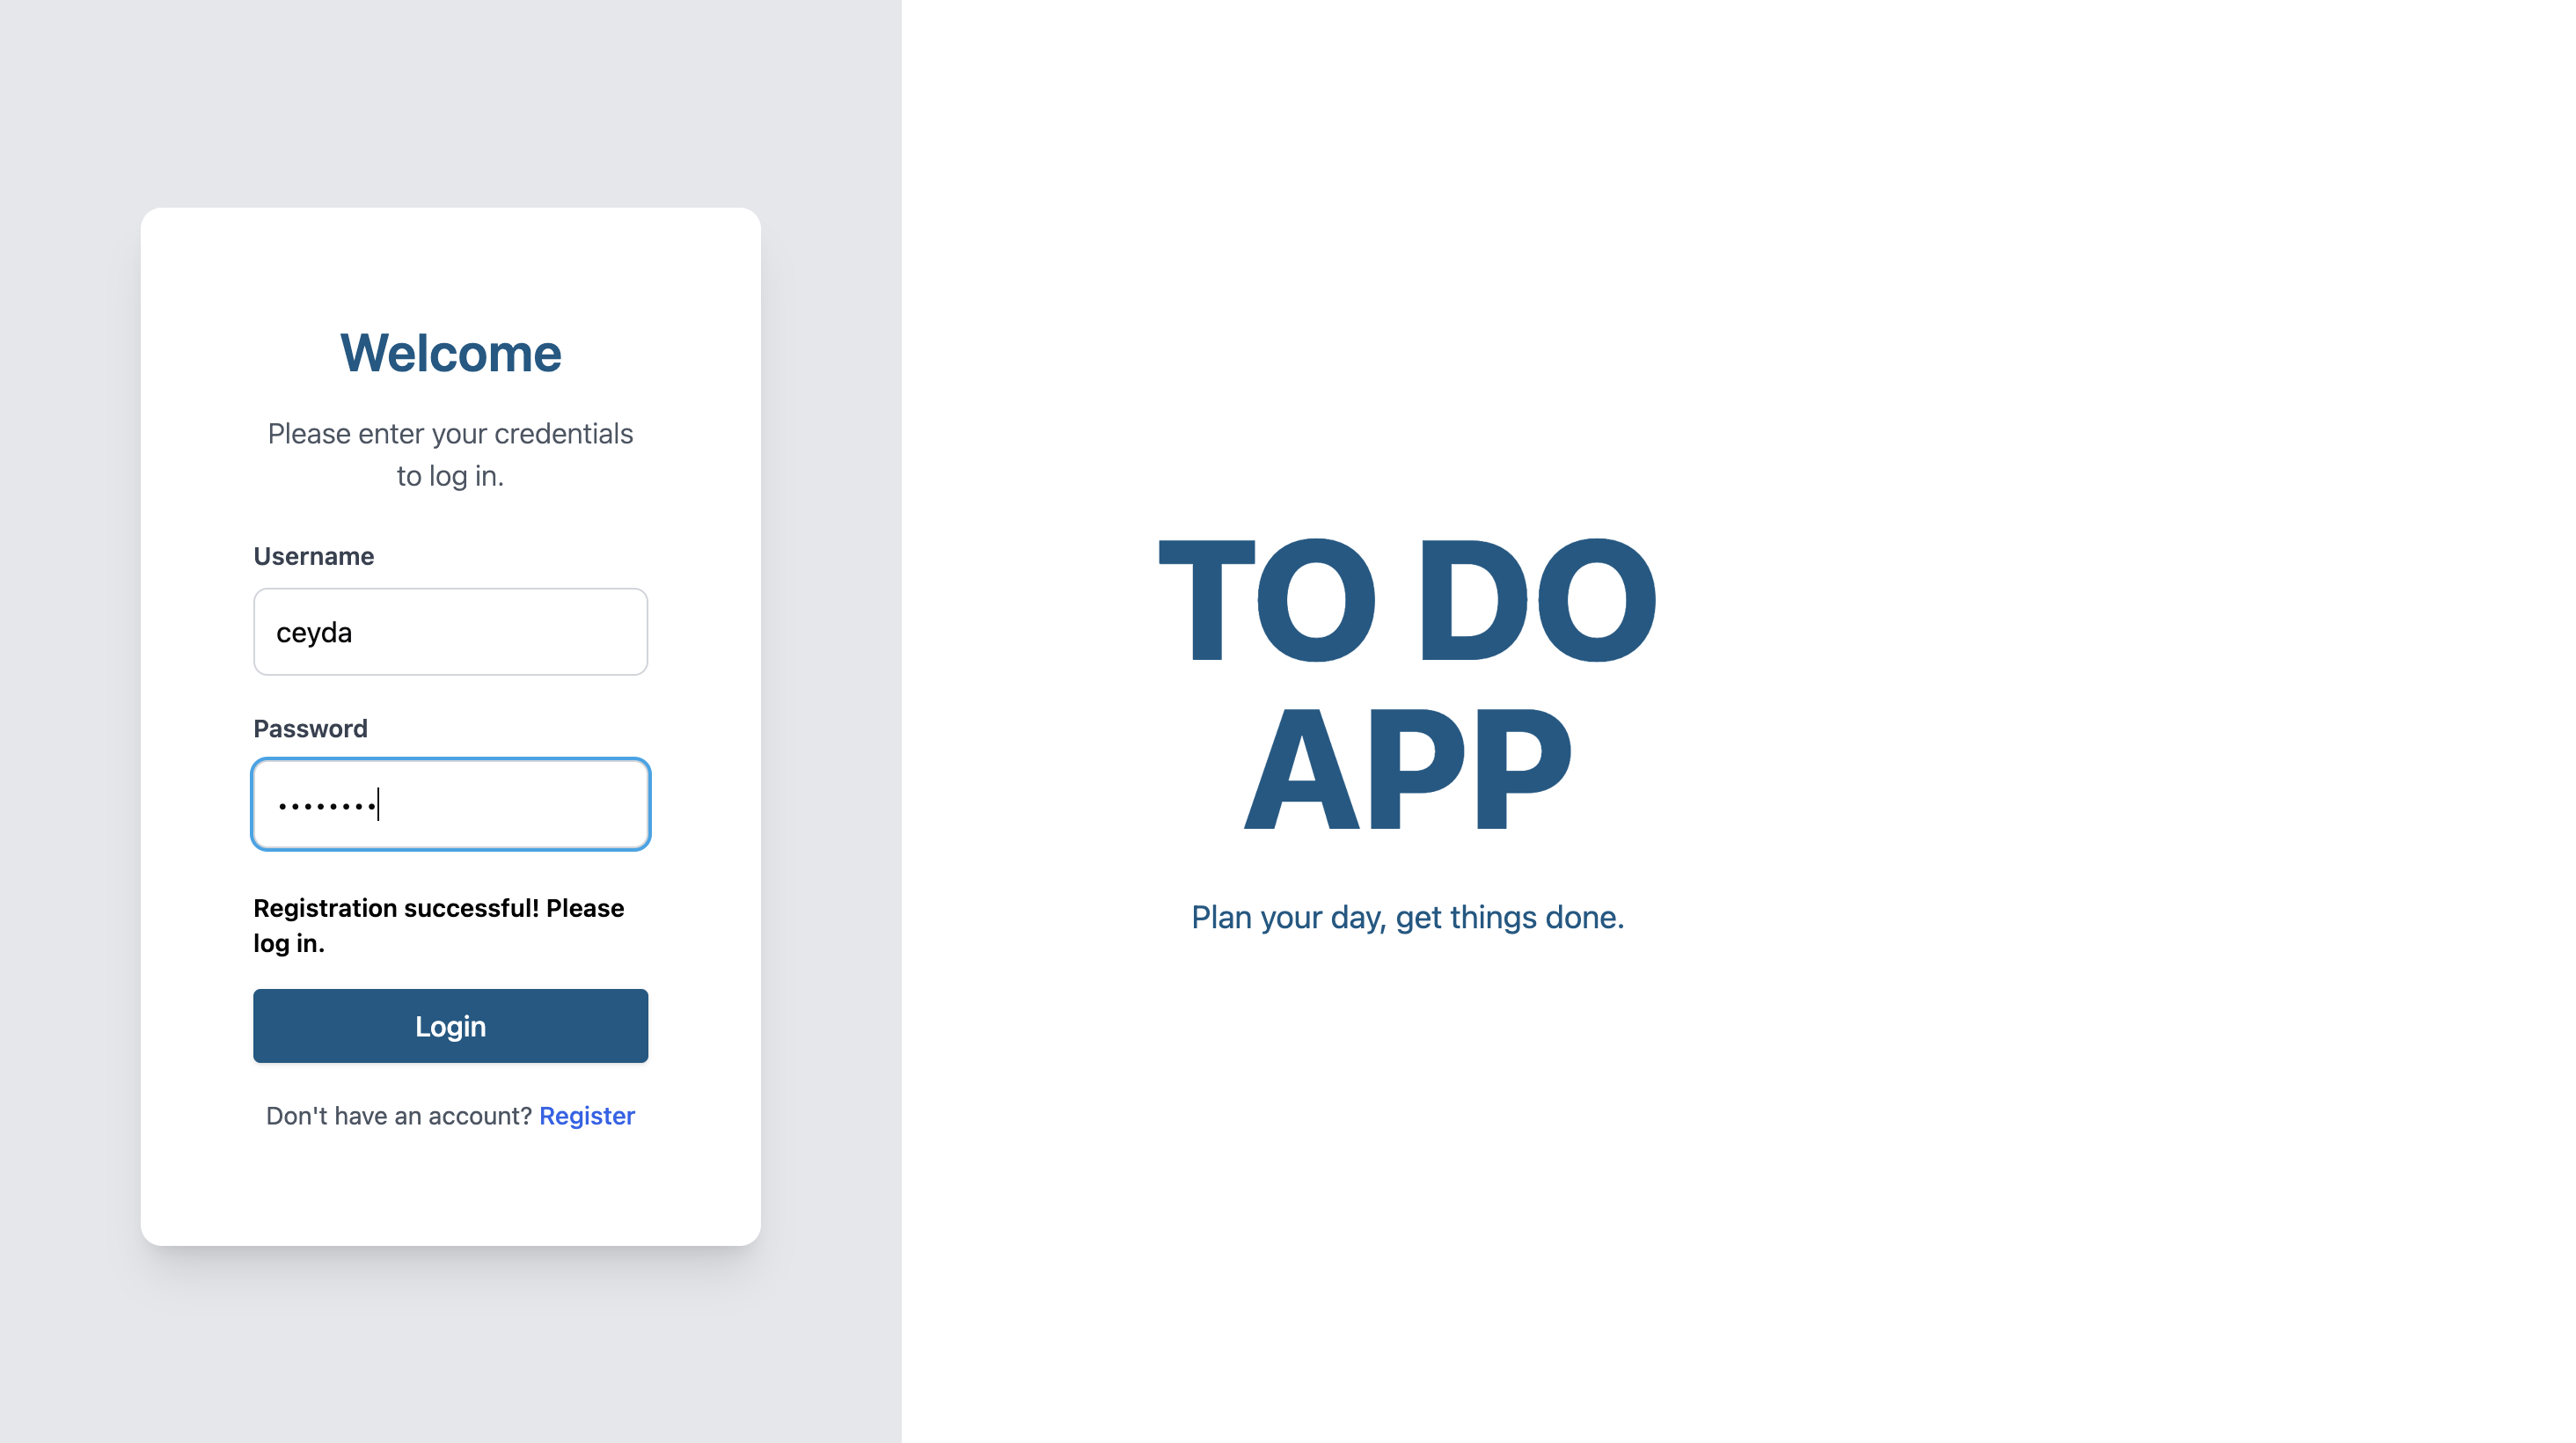 Welcome
Please enter your credentials
to log in.
Username
ceyda
Password
••••••••
Registration successful! Please
log in.
Login
Don't have an account? Register
TO DO
APP
Plan your day, get things done.